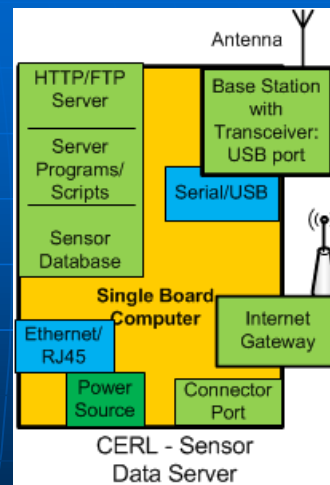 Antenna
HTTP/FTP
Server
Server
Programs/
Scripts
Sensor
Database
Base Station
with
Transceiver:
USB port
Serial/USB
Single Board
Computer
Ethernet/
RJ45
Internet
Gateway
Power
Source
Connector
Port
CERL - Sensor
Data Server